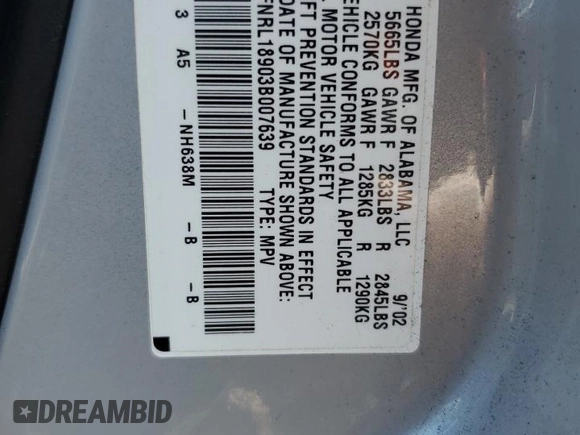 HONDA MFG. OF ALABAMA, LLC 9/'02
5665LBS GAWR F 2833LBS R 2845LBS
2570KG GAWR F 1285KG R 1290KG
VEHICLE CONFORMS TO ALL APPLICABLE
MOTOR VEHICLE SAFETY
PREVENTION STANDARDS IN EFFECT
DATE OF MANUFACTURE SHOWN ABOVE:
FNRL18903B007639 TYPE: MPV
3 A5 -NH638M -B -B
DREAMBID